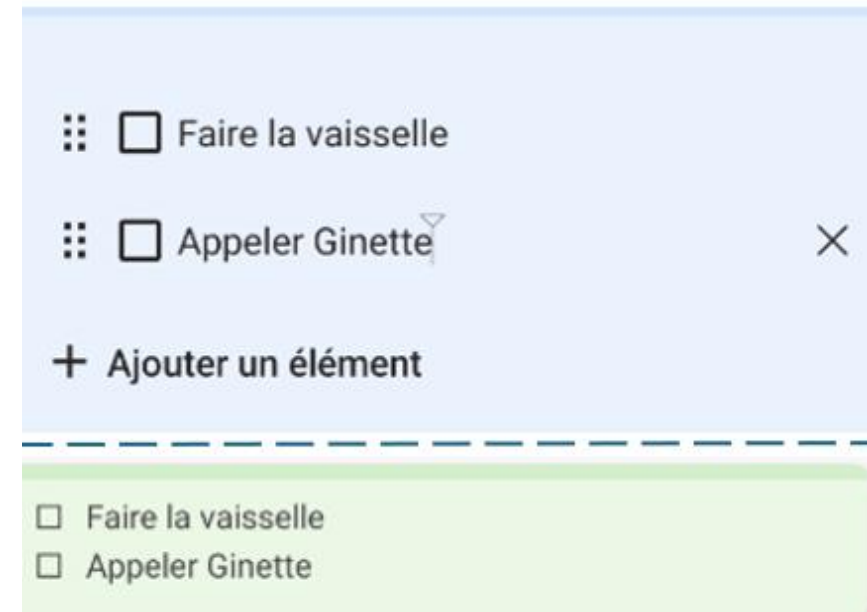 Faire la vaisselle
Appeler Ginette
+ Ajouter un élément
Faire la vaisselle
Appeler Ginette